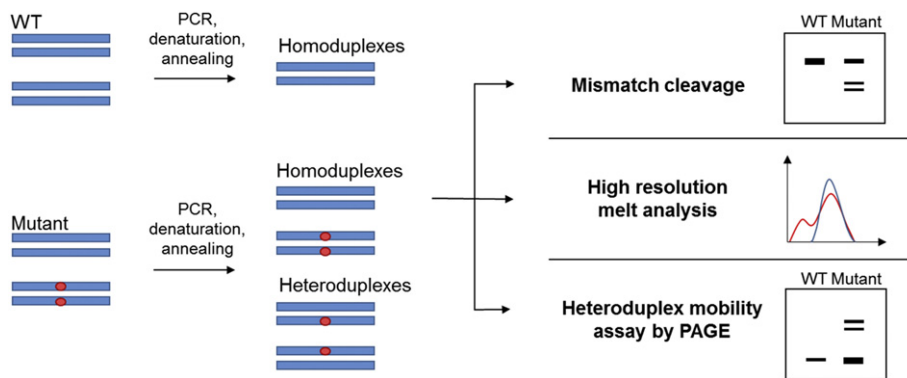 WT
PCR,
denaturation,
annealing
Homoduplexes
Mutant
PCR,
denaturation,
annealing
Homoduplexes
Heteroduplexes
Mismatch cleavage
WT Mutant
High resolution
melt analysis
Heteroduplex mobility
assay by PAGE
WT Mutant